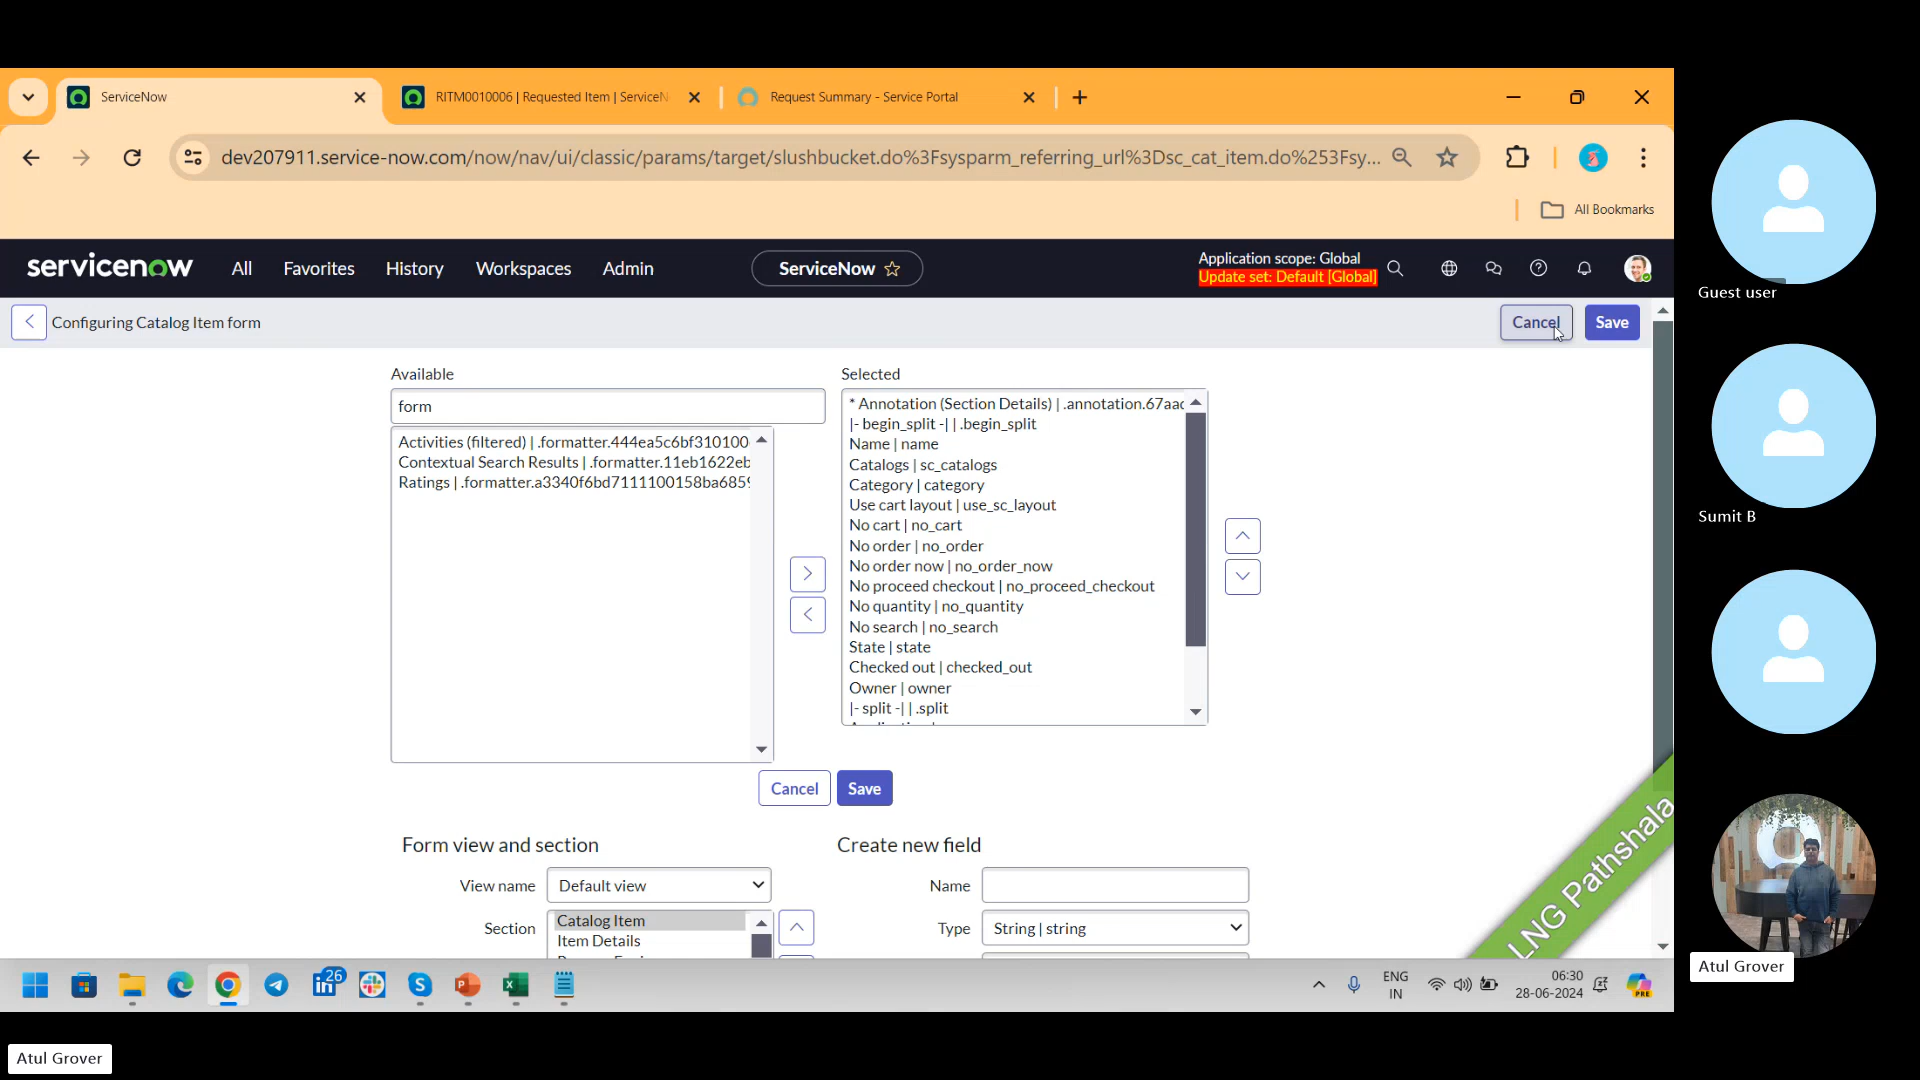 ServiceNow
RITM0010006 | Requested Item | ServiceN
Request Summary - Service Portal
dev207911.service-now.com/now/nav/ui/classic/params/target/slushbucket.do%3Fsysparm_referring_url%3Dsc_cat_item.do%253Fsy...
All Bookmarks
servicenow
All
Favorites
History
Workspaces
Admin
ServiceNow
Application scope: Global
Update set: Default [Global]
Configuring Catalog Item form
Cancel
Save
Available
Selected
form
Activities (filtered) | .formatter.444ea5c6bf310100
Contextual Search Results | .formatter.11eb1622eb
Ratings | .formatter.a3340f6bd7111100158ba6859
* Annotation (Section Details) | .annotation.67aac
|- begin_split -| | .begin_split
Name | name
Catalogs | sc_catalogs
Category | category
Use cart layout | use_sc_layout
No cart | no_cart
No order | no_order
No order now | no_order_now
No proceed checkout | no_proceed_checkout
No quantity | no_quantity
No search | no_search
State | state
Checked out | checked_out
Owner | owner
|- split -| | .split
Cancel
Save
Form view and section
View name
Default view
Section
Catalog Item
Item Details
Create new field
Name
Type
String | string
LNG Pathshala
26
ENG
IN
06:30
28-06-2024
PRE
Guest user
Sumit B
Atul Grover
Atul Grover